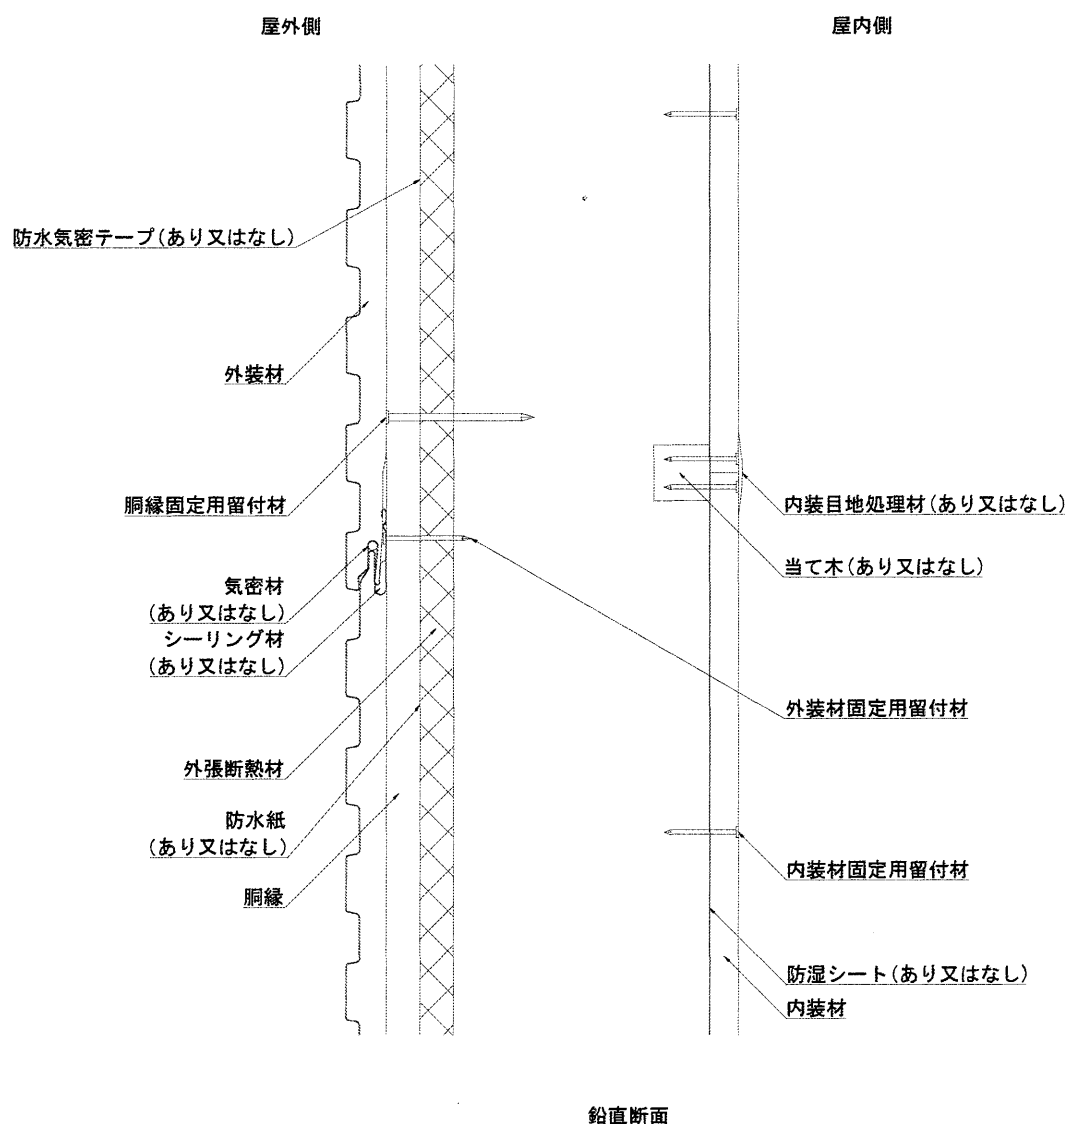 屋外側
屋内側
防水気密テープ(あり又はなし)
外装材
胴縁固定用留付材
気密材
(あり又はなし)
シーリング材
(あり又はなし)
外張断熱材
防水紙
(あり又はなし)
胴縁
内装目地処理材(あり又はなし)
当て木(あり又はなし)
外装材固定用留付材
内装材固定用留付材
防湿シート(あり又はなし)
内装材
鉛直断面